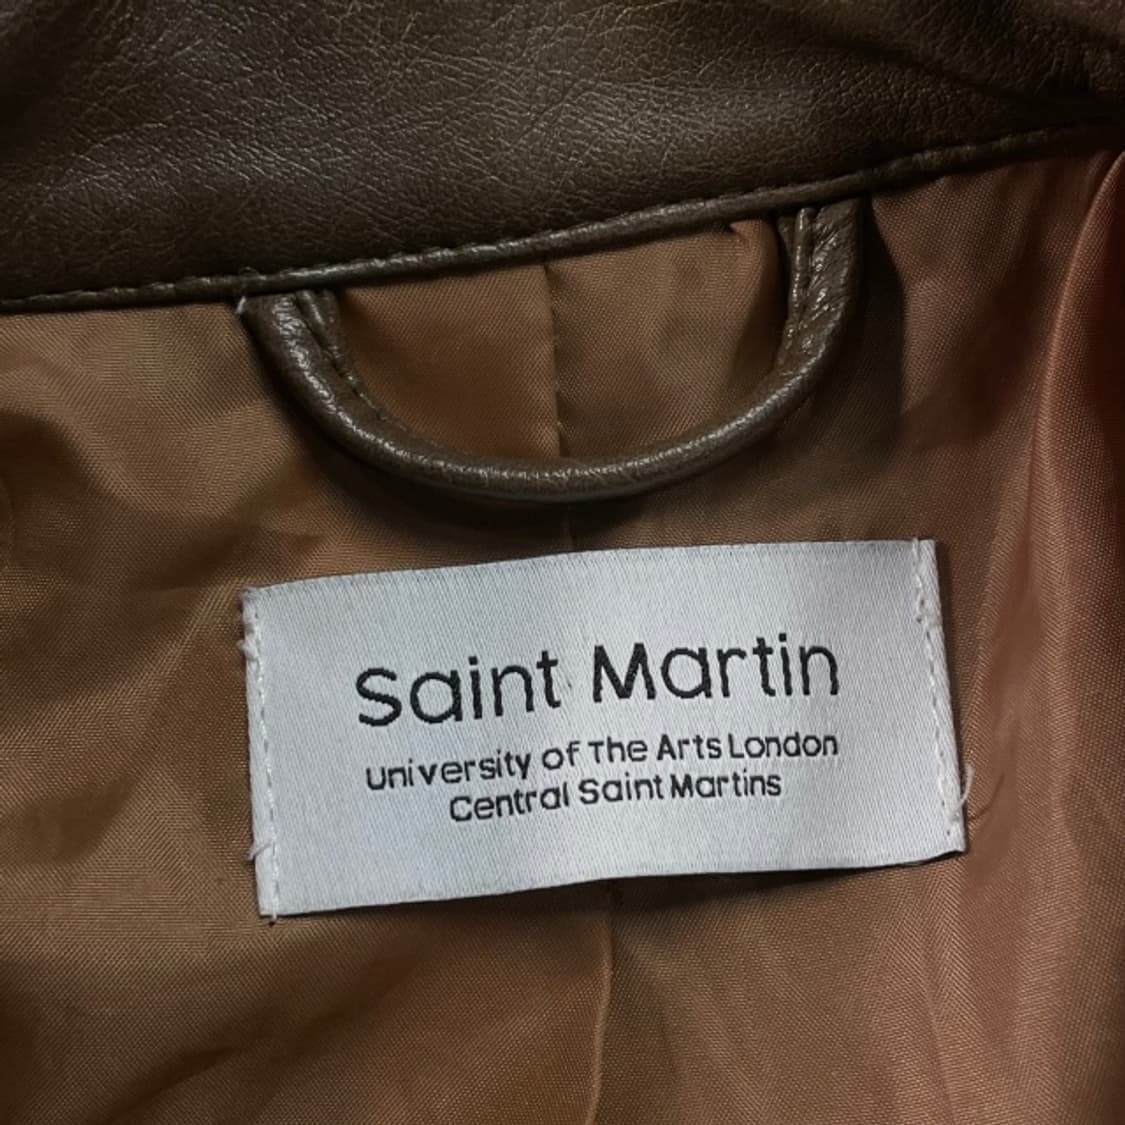 Saint Martin
university of The Arts London
Central Saint Martins